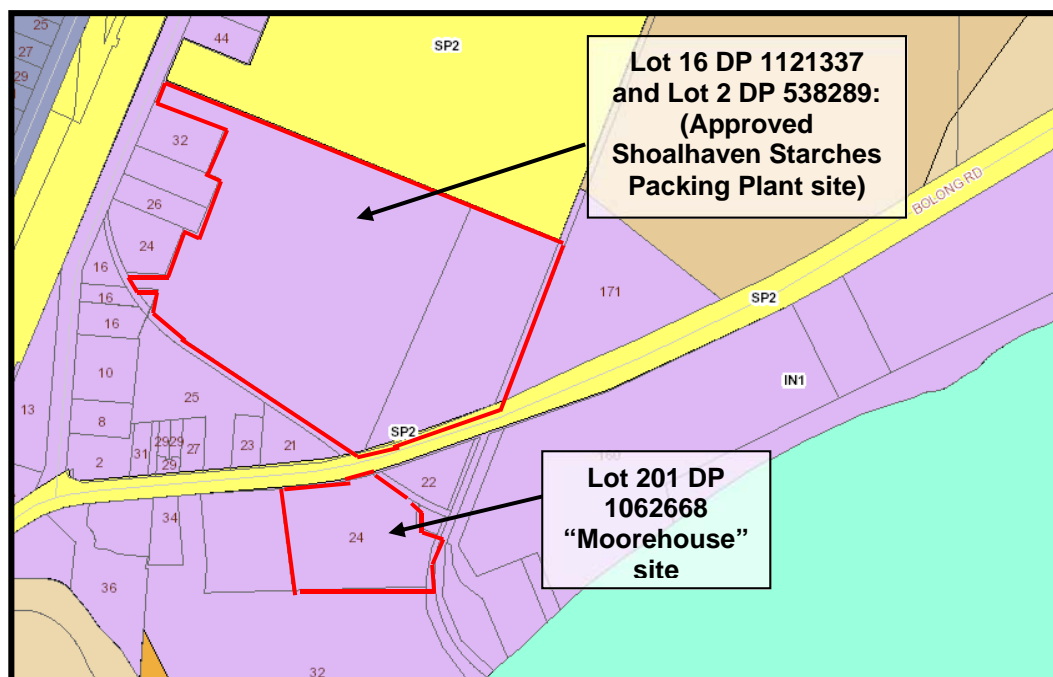 25
44
SP2
27
29
Lot 16 DP 1121337
and Lot 2 DP 538289:
(Approved
Shoalhaven Starches
Packing Plant site)
32
BOLONG RD
26
24
16
171
16
SP2
16
IN1
10
13
25
8
SP2
29 29
27
23
21
31
2
29
160
22
Lot 201 DP
1062668
“Moorehouse”
site
34
24
36
32